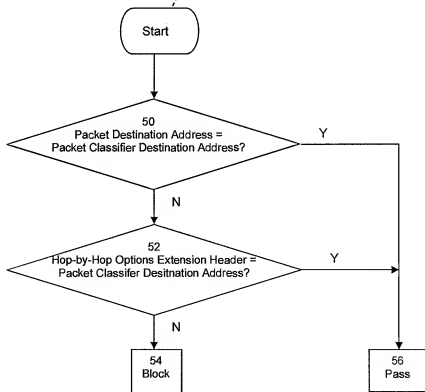 Start
50
Packet Destination Address =
Packet Classifier Destination Address?
Y
N
52
Hop-by-Hop Options Extension Header =
Packet Classifer Desitnation Address?
Y
N
54
Block
56
Pass